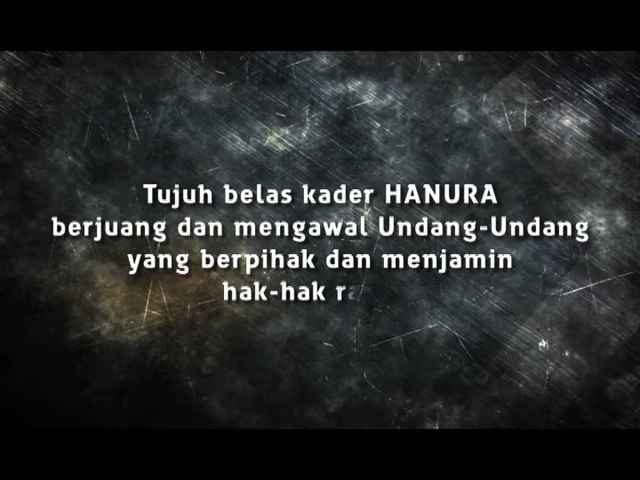 Tujuh belas kader HANURA
berjuang dan mengawal Undang-Undang
yang berpihak dan menjamin
hak-hak